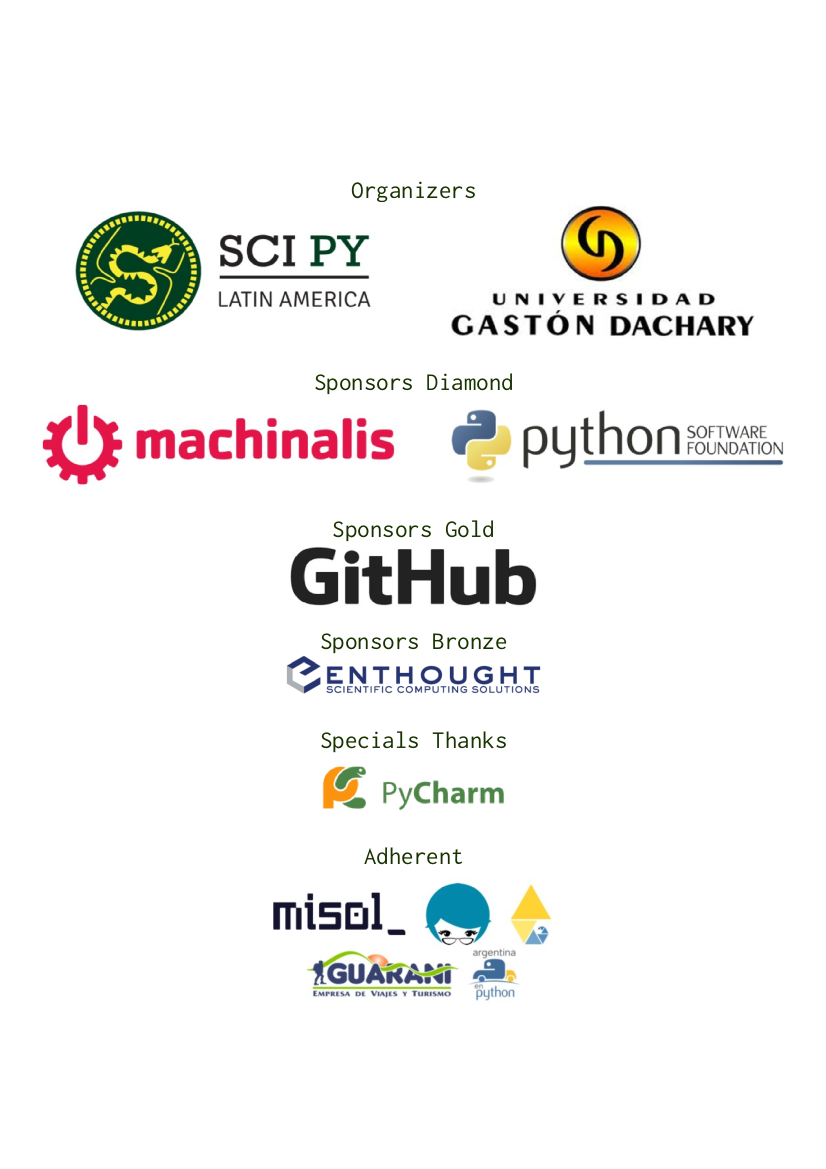 Organizers
SCI PY
LATIN AMERICA
UNIVERSIDAD
GASTÓN DACHARY
Sponsors Diamond
machinalis
python SOFTWARE
FOUNDATION
Sponsors Gold
GitHub
Sponsors Bronze
ENTHOUGHT
SCIENTIFIC COMPUTING SOLUTIONS
Specials Thanks
PyCharm
Adherent
misol_
GUARANI
EMPRESA DE VIAJES Y TURISMO
argentina
en
python